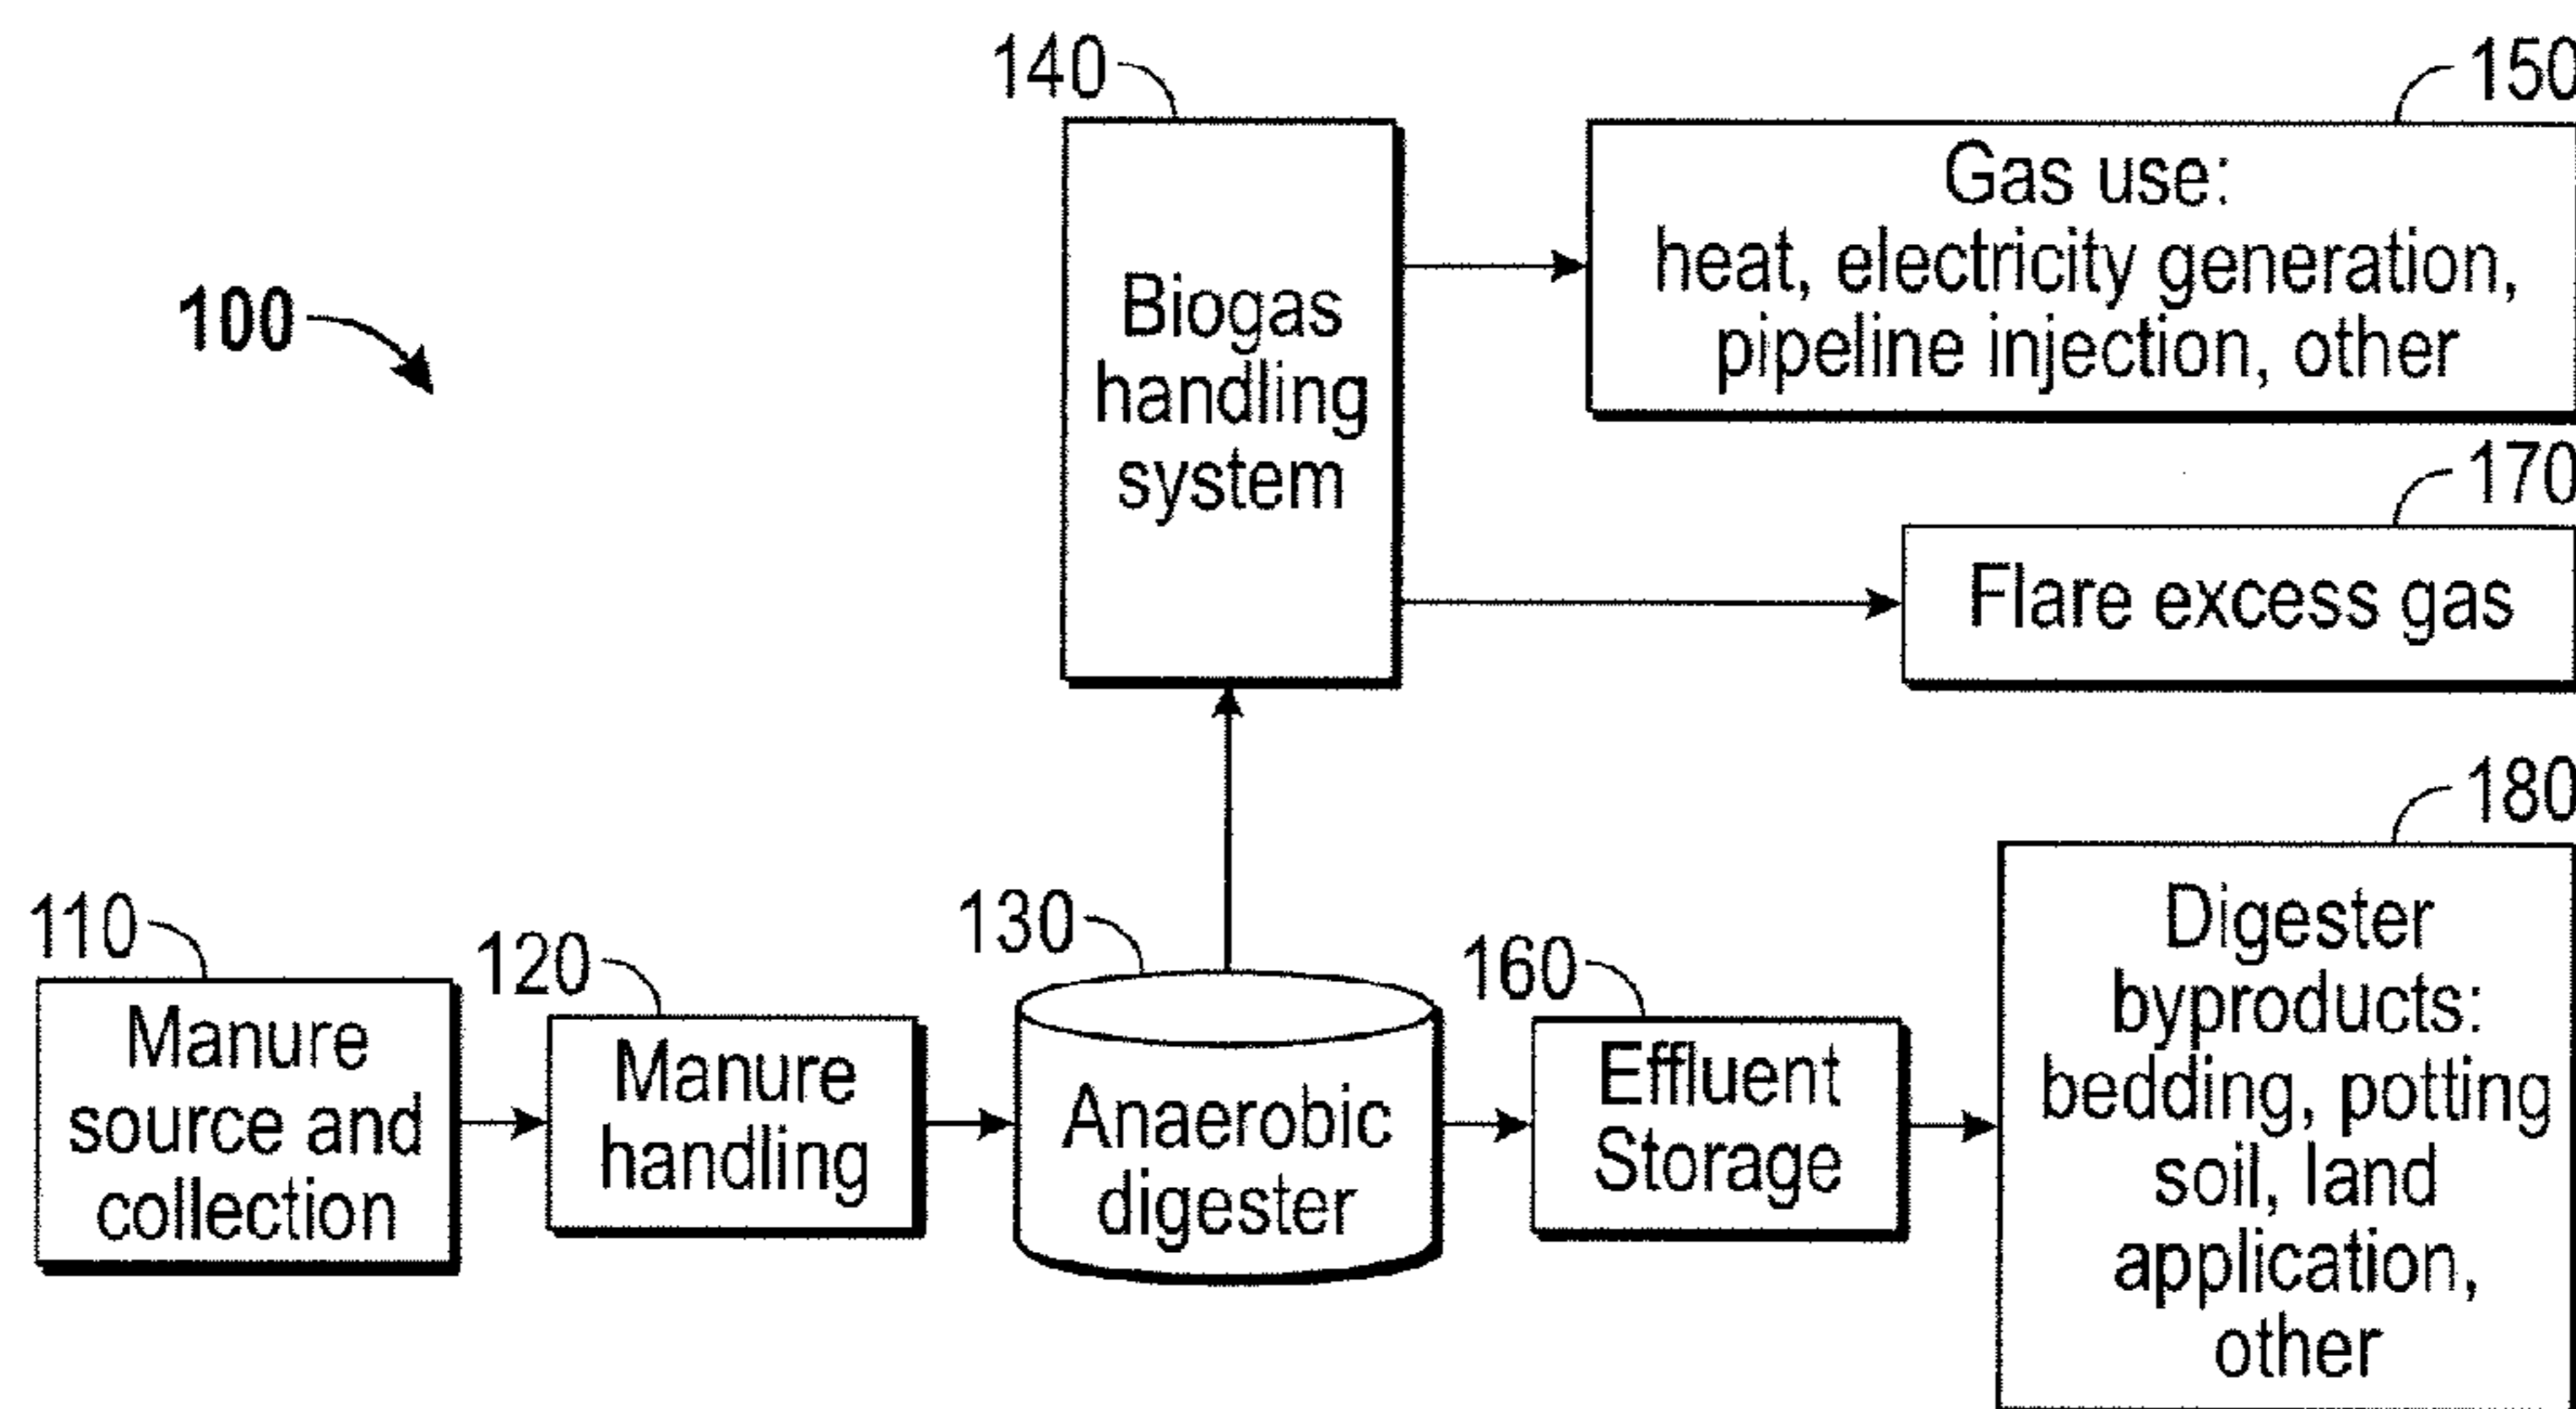 140
150
Gas use:
heat, electricity generation,
pipeline injection, other
100
Biogas
handling
system
170
Flare excess gas
180
110
120
130
160
Manure
source and
collection
Manure
handling
Anaerobic
digester
Effluent
Storage
Digester
byproducts:
bedding, potting
soil, land
application,
other